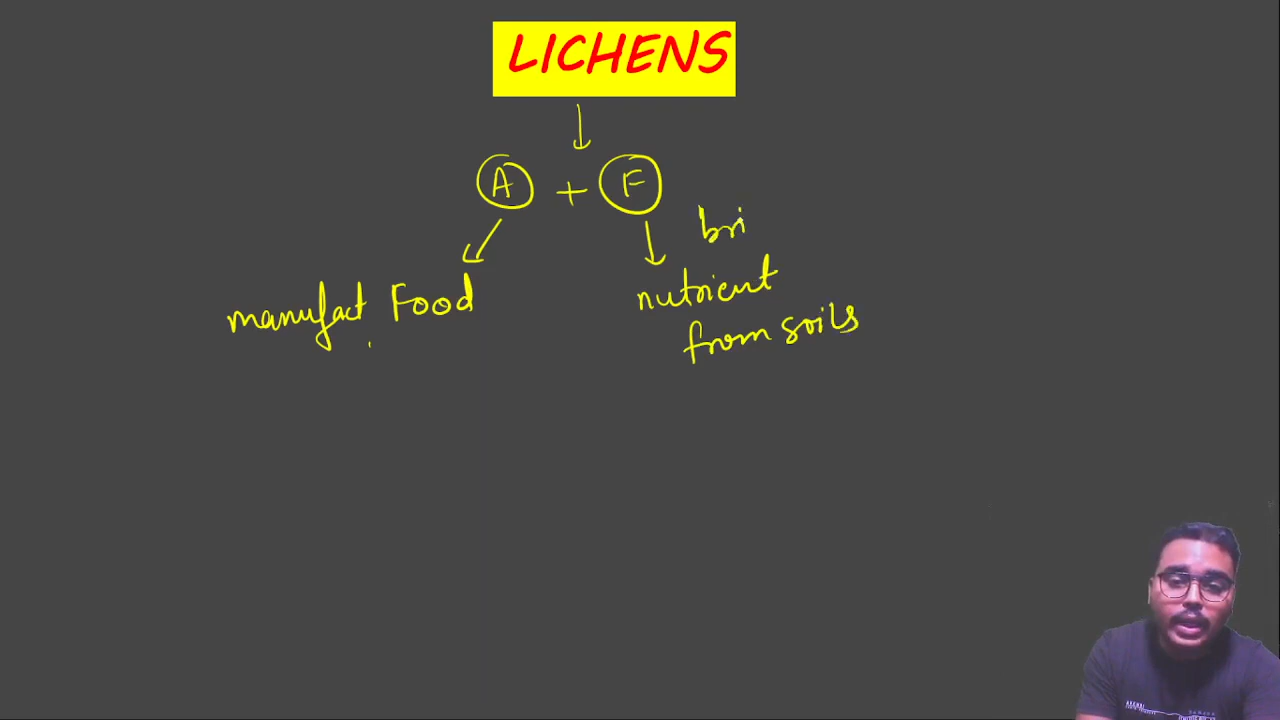 LICHENS
A + F
bri
manufact Food
nutrient
from soils